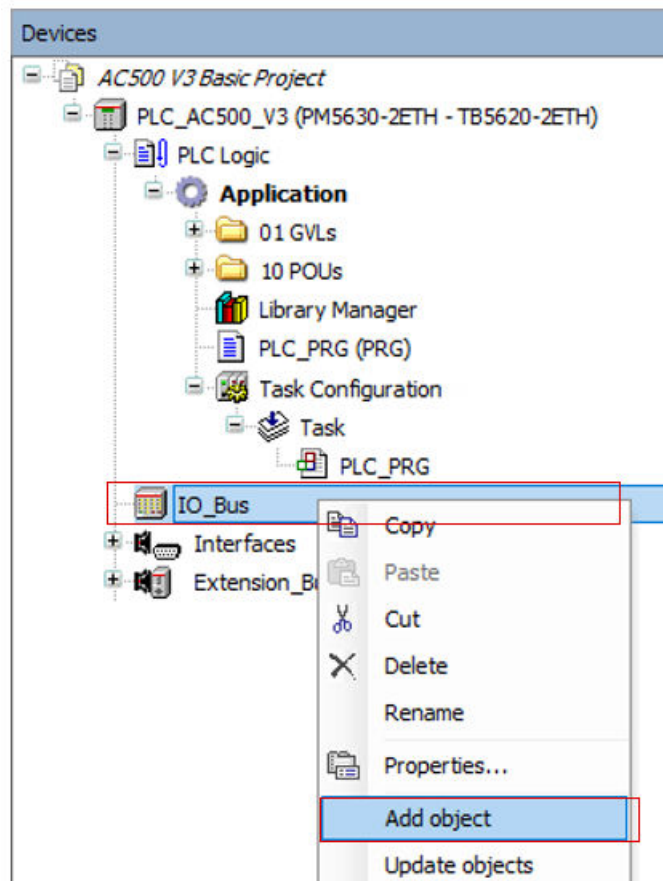 Devices
AC500 V3 Basic Project
PLC_AC500_V3 (PM5630-2ETH - TB5620-2ETH)
PLC Logic
Application
01 GVLs
10 POUs
Library Manager
PLC_PRG (PRG)
Task Configuration
Task
PLC_PRG
IO_Bus
Interfaces
Copy
Paste
Cut
Delete
Rename
Properties...
Add object
Update objects